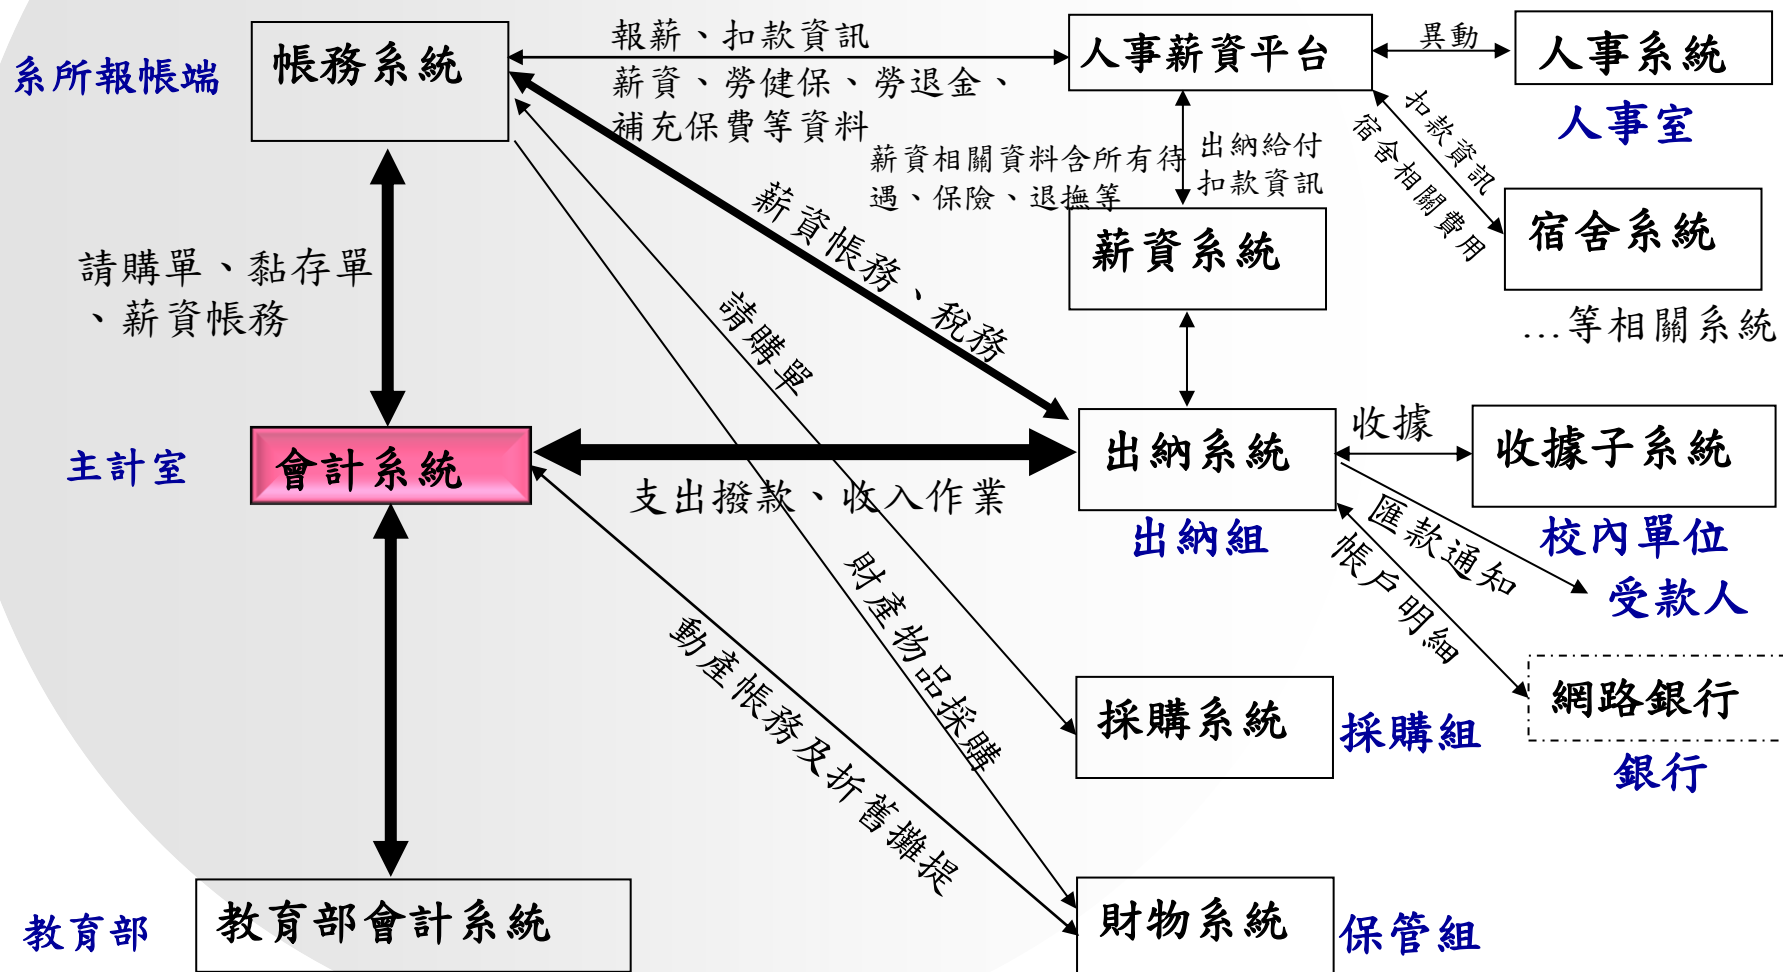 系所報帳端
帳務系統
報薪、扣款資訊
薪資、勞健保、勞退金、
補充保費等資料
人事薪資平台
異動
人事系統
人事室
扣款資訊
宿舍相關費用
薪資相關資料含所有待
遇、保險、退撫等
出納給付
扣款資訊
宿舍系統
…等相關系統
薪資系統
薪資帳務、稅務
請購單、黏存單
、薪資帳務
請購單
主計室
會計系統
支出撥款、收入作業
出納系統
出納組
收據
收據子系統
校內單位
匯款通知
受款人
帳戶明細
網路銀行
銀行
財產物品採購
動產帳務及折舊攤提
採購系統
採購組
教育部
教育部會計系統
財物系統
保管組